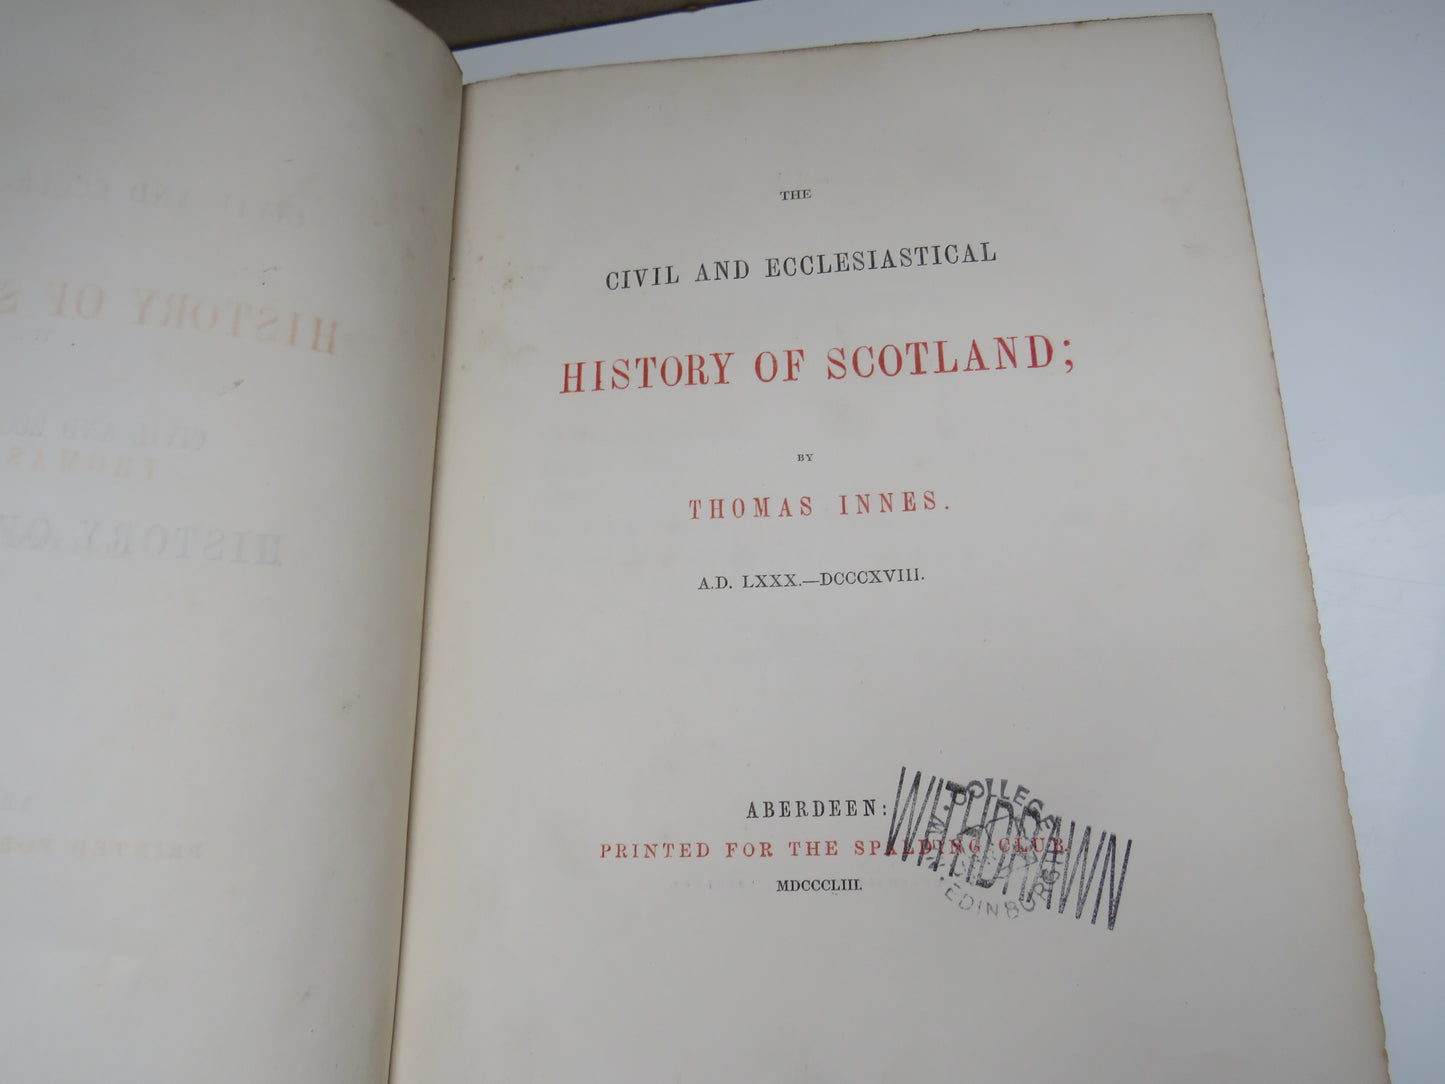 THE
CIVIL AND ECCLESIASTICAL
HISTORY OF SCOTLAND;
BY
THOMAS INNES.
A.D. LXXX.—DCCCXVIII.
ABERDEEN:
PRINTED FOR THE SPALDING CLUB.
MDCCCLIII.
WITHDRAWN
COLLEGE
EDINBURGH